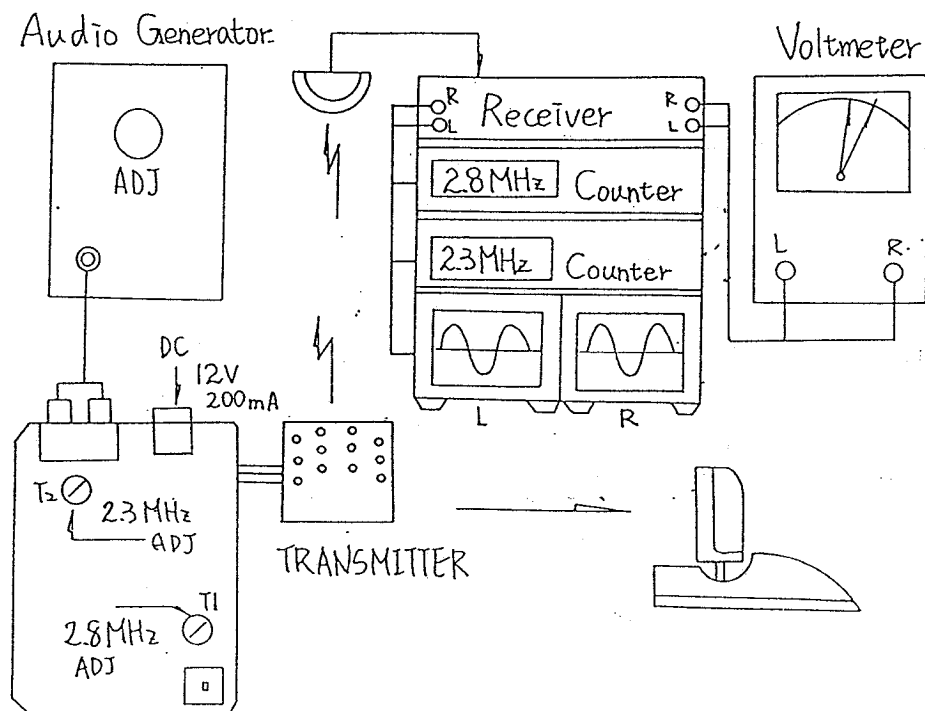 Audio Generator
ADJ
R
L
Receiver
R
L
2.8MHz
Counter
2.3MHz
Counter
L
R
Voltmeter
L
R
DC
12V
200mA
T2
2.3MHz
ADJ
T1
2.8MHz
ADJ
TRANSMITTER